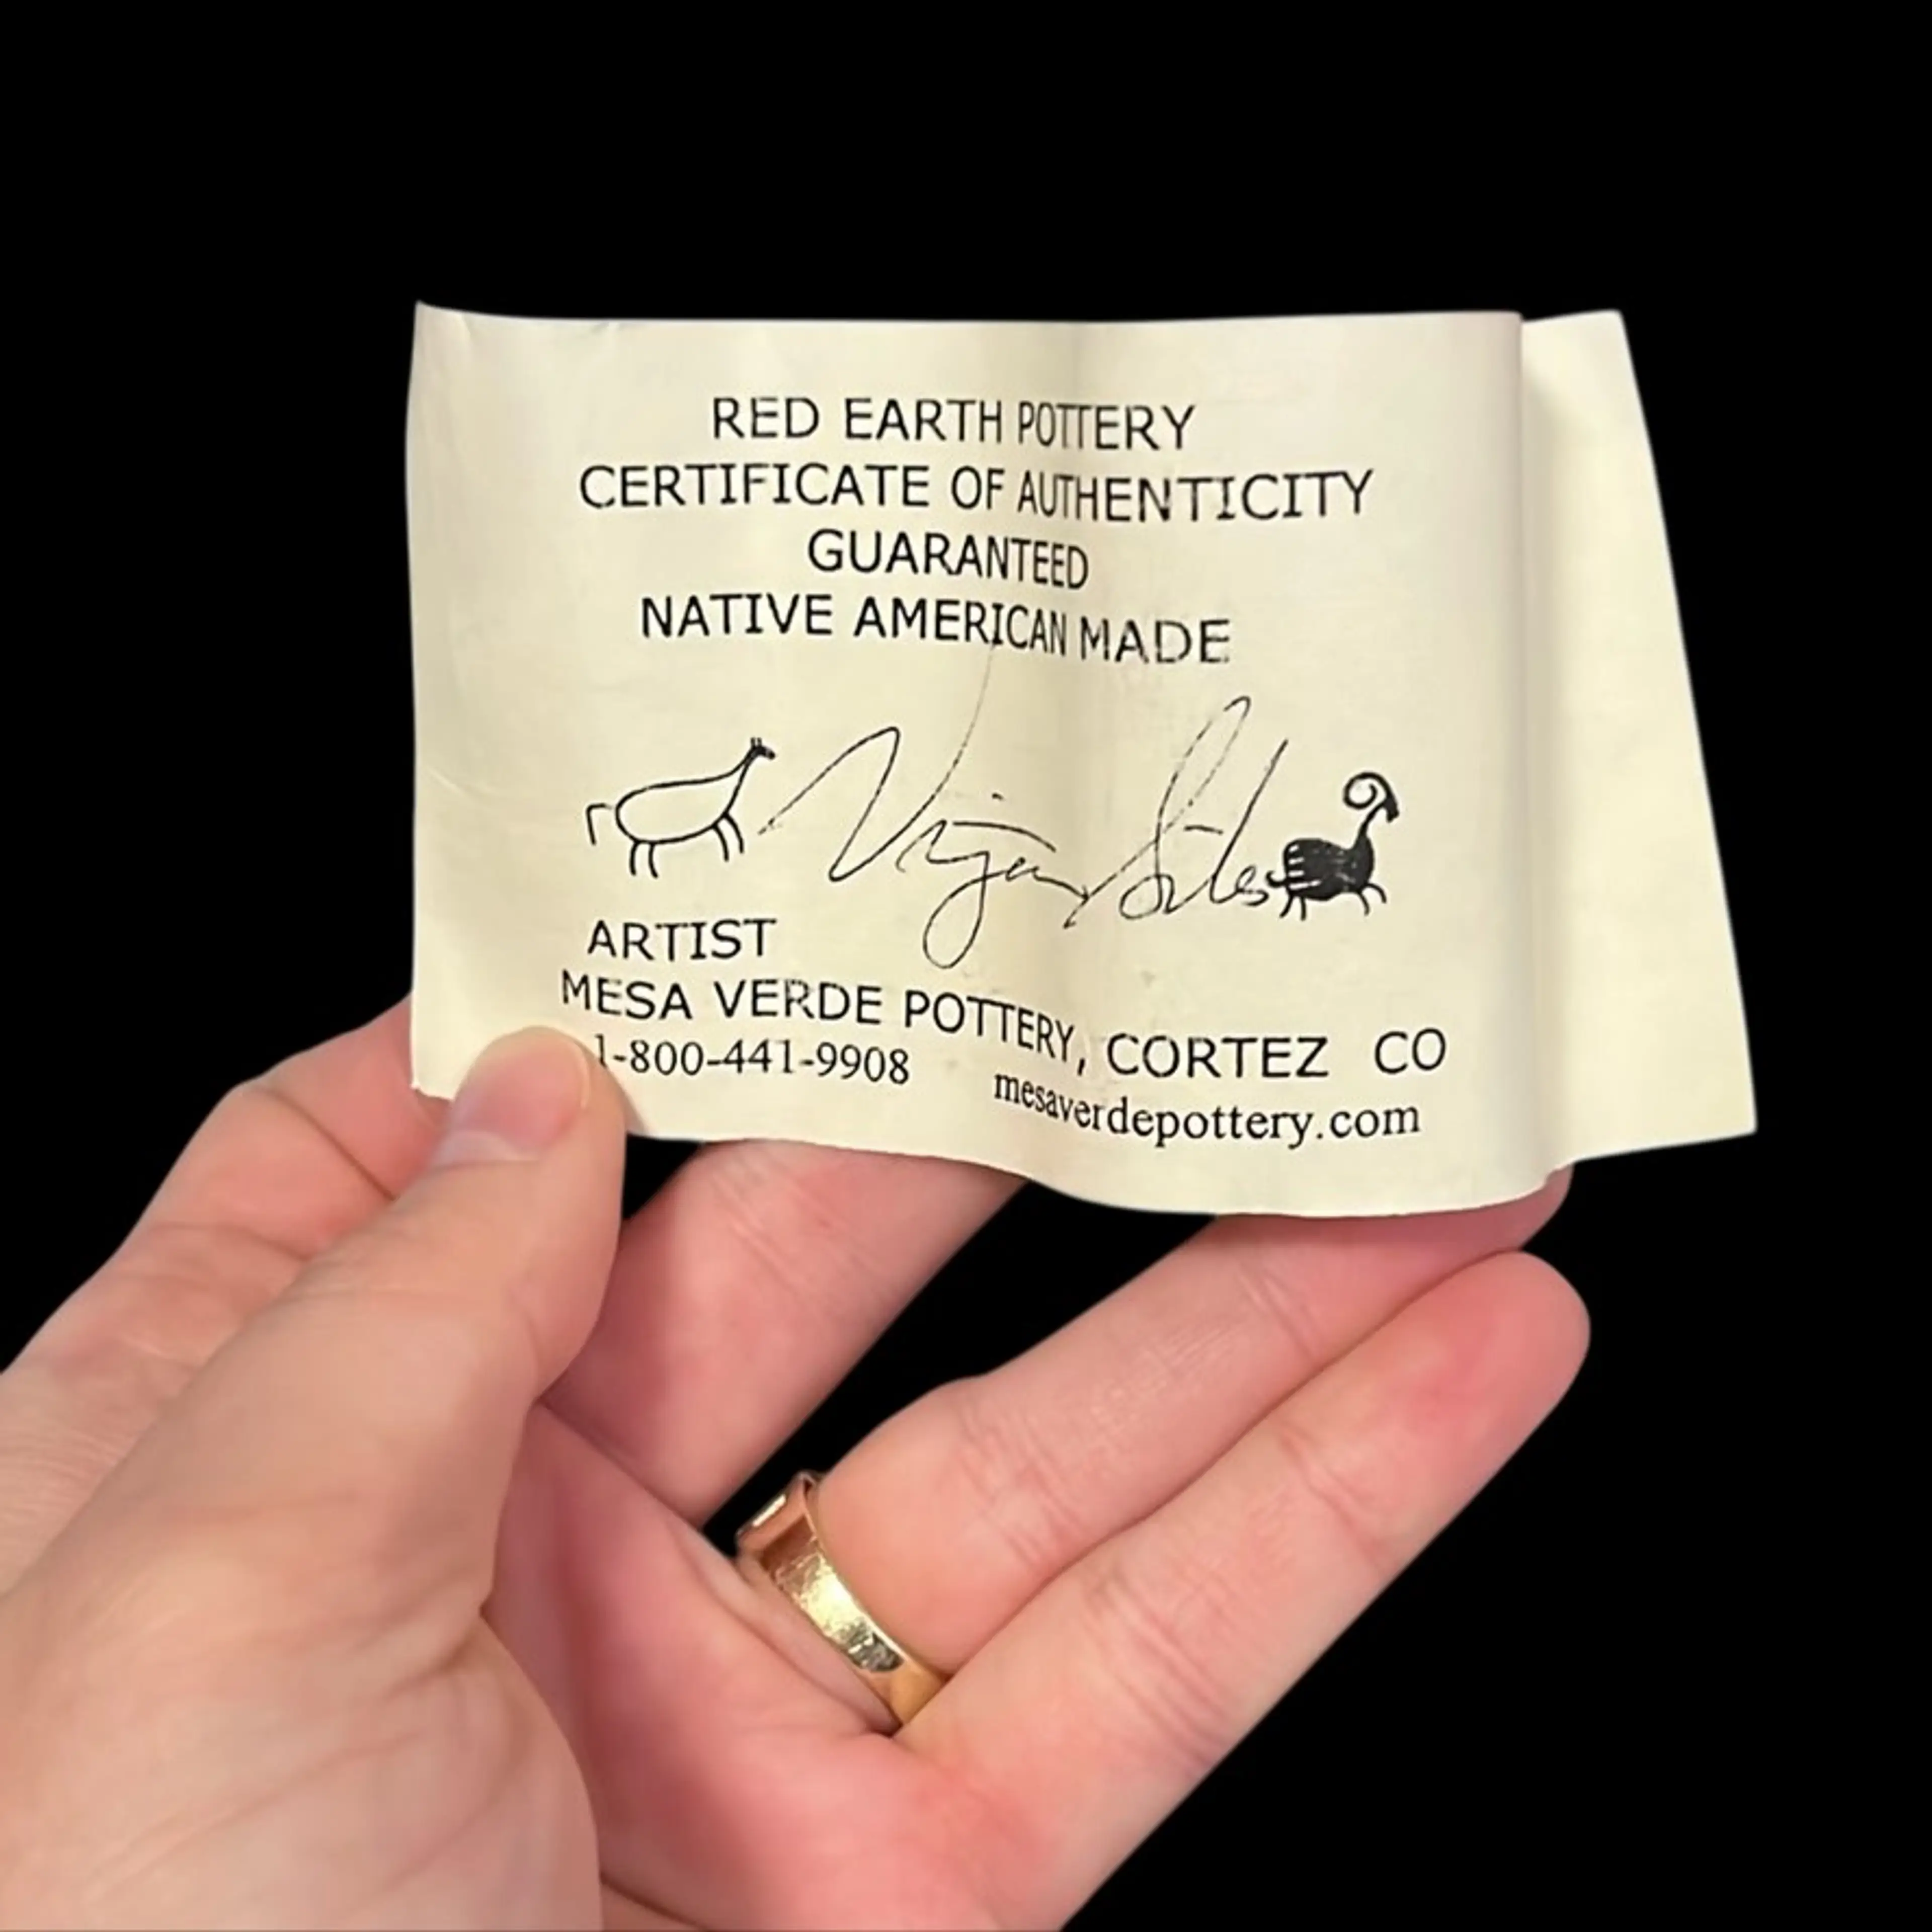 RED EARTH POTTERY
CERTIFICATE OF AUTHENTICITY
GUARANTEED
NATIVE AMERICAN MADE
ARTIST
MESA VERDE POTTERY, CORTEZ CO
1-800-441-9908 mesaverdepottery.com